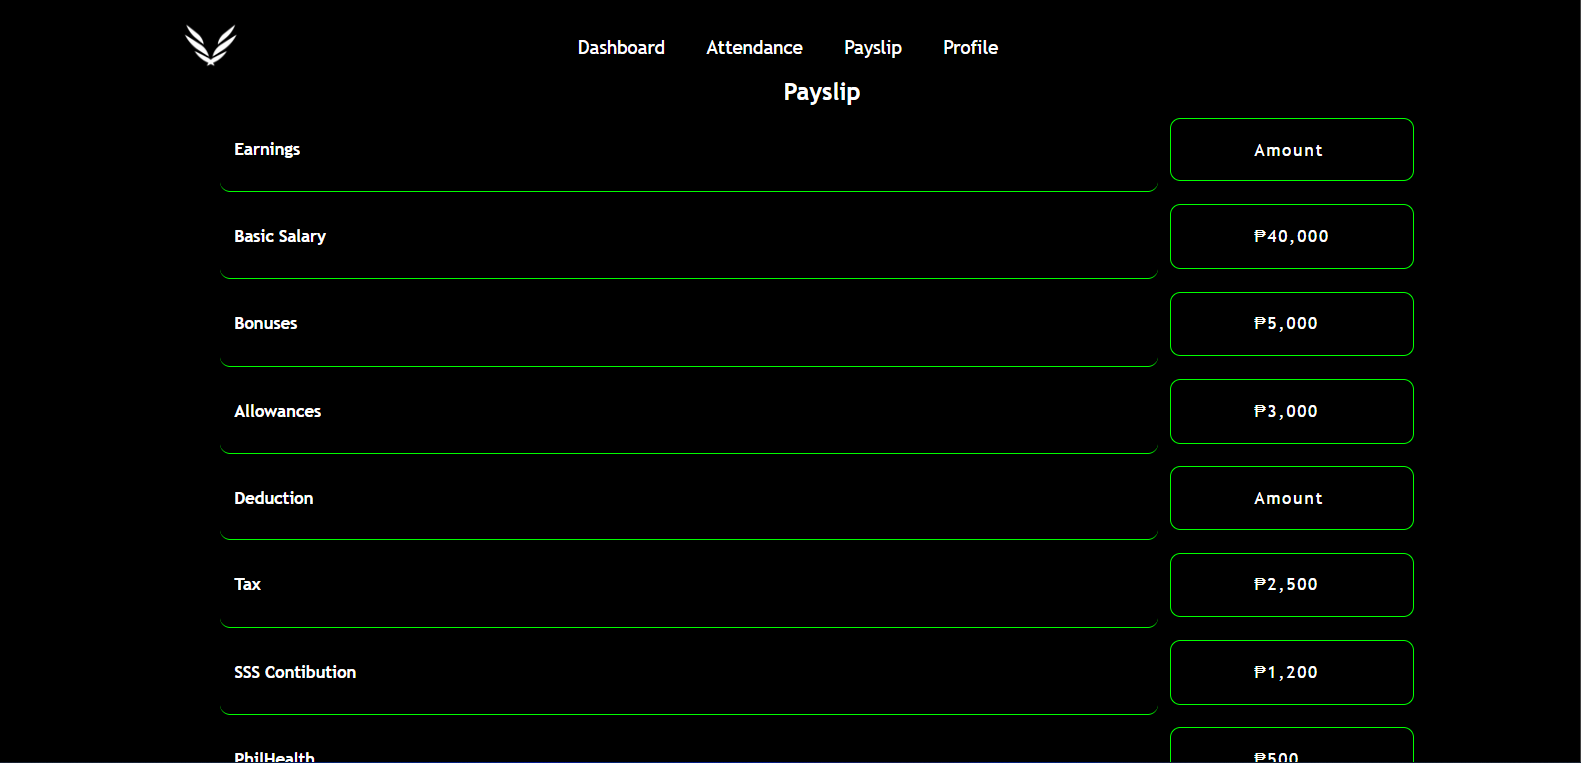 Dashboard Attendance Payslip Profile
Payslip
Earnings Amount
Basic Salary ₱40,000
Bonuses ₱5,000
Allowances ₱3,000
Deduction Amount
Tax ₱2,500
SSS Contibution ₱1,200
PhilHealth ₱500